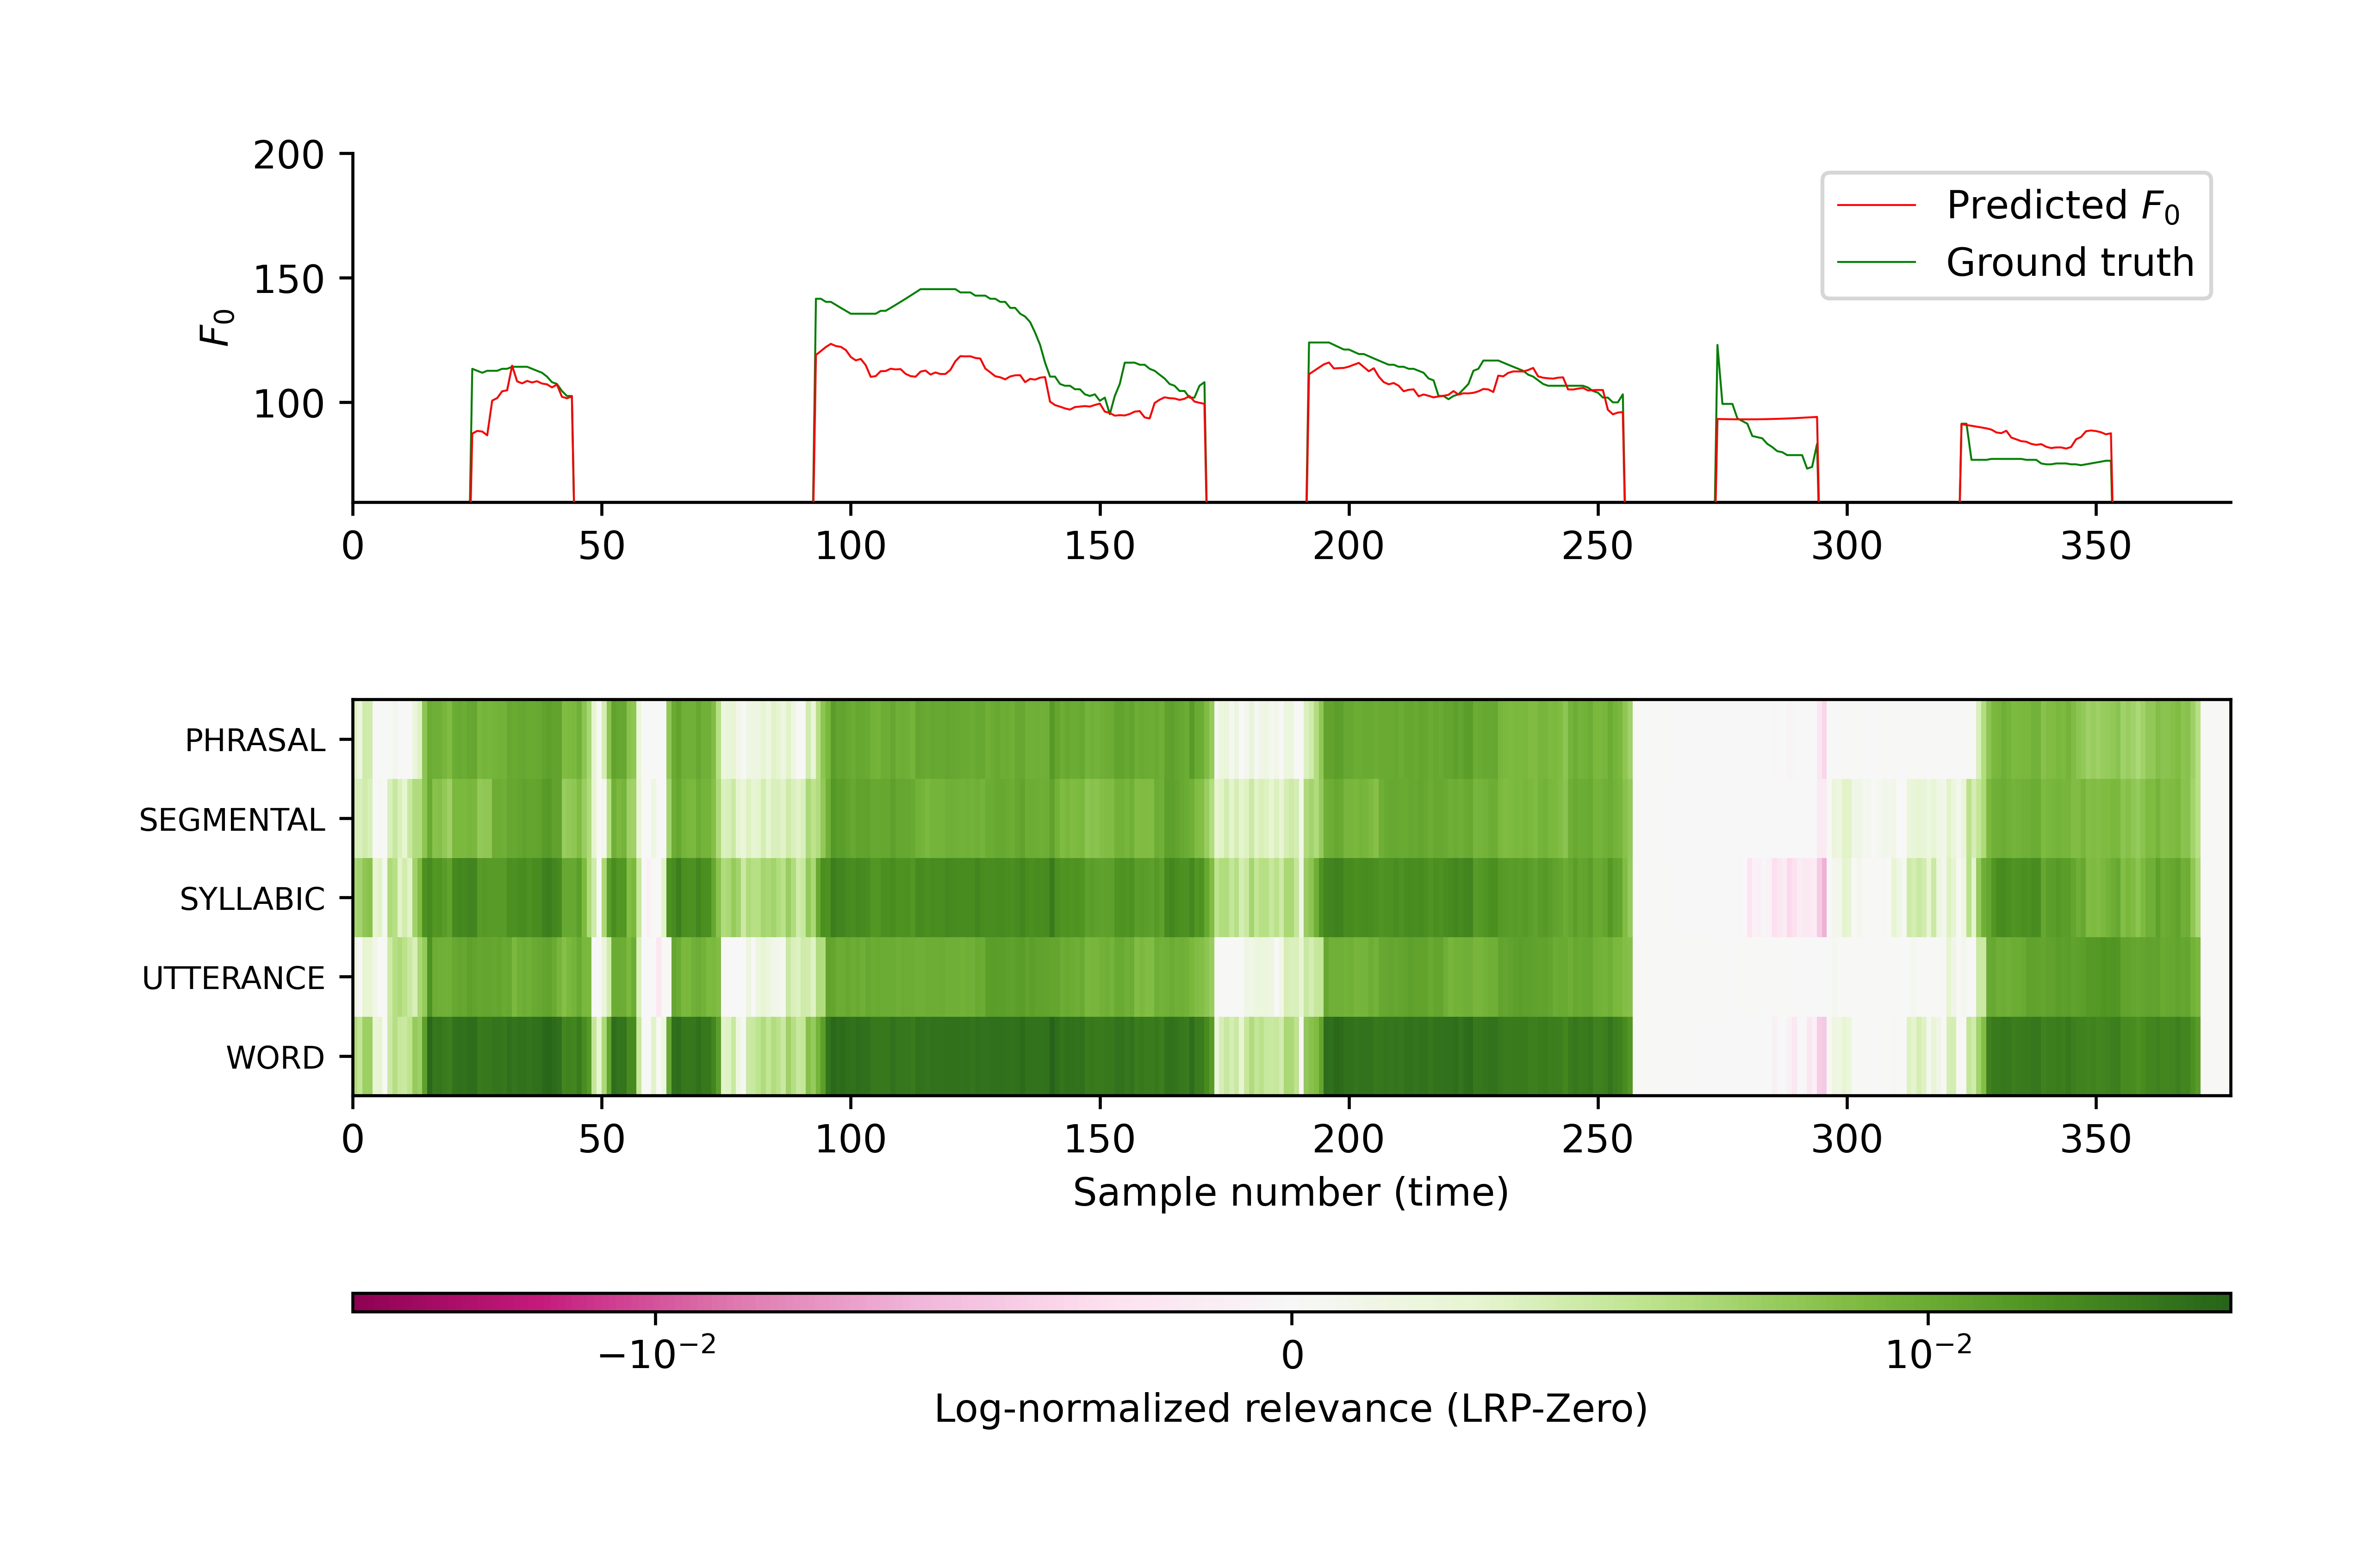 200
150
100
F₀
Predicted F₀
Ground truth
0 50 100 150 200 250 300 350
PHRASAL
SEGMENTAL
SYLLABIC
UTTERANCE
WORD
0 50 100 150 200 250 300 350
Sample number (time)
−10⁻² 0 10⁻²
Log-normalized relevance (LRP-Zero)